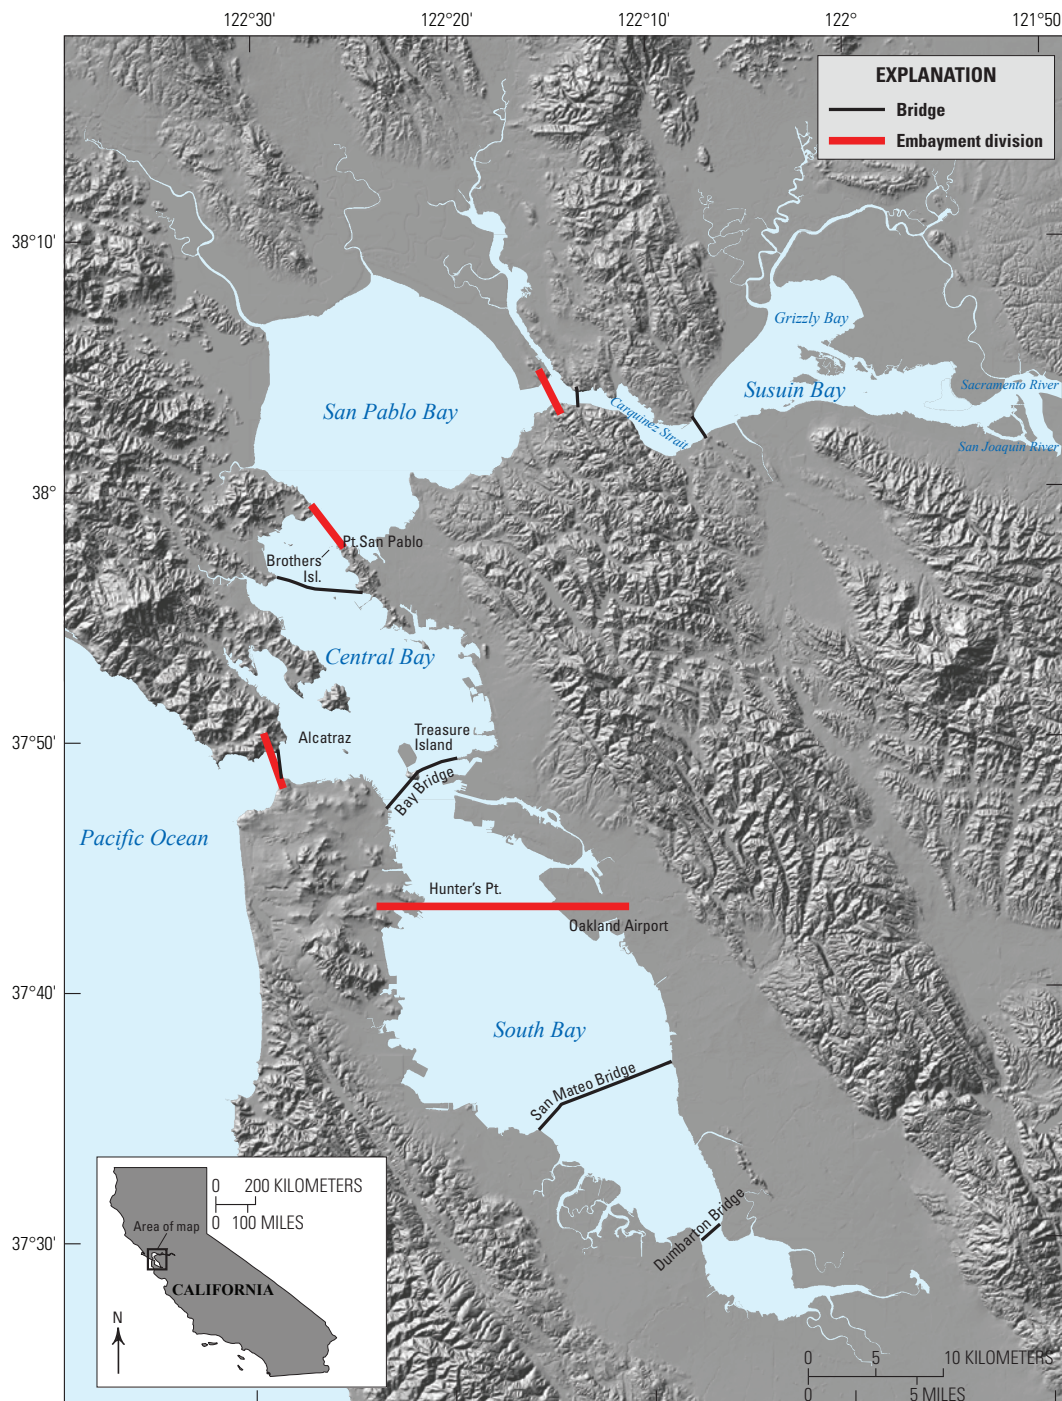 122°30'
122°20'
122°10'
122°
121°50'
EXPLANATION
Bridge
Embayment division
38°10'
Grizzly Bay
San Pablo Bay
Susuin Bay
Sacramento River
Carquinez Strait
San Joaquin River
38°
Pt.San Pablo
Brothers
Isl.
Central Bay
37°50'
Alcatraz
Treasure
Island
Bay Bridge
Pacific Ocean
Hunter's Pt.
Oakland Airport
37°40'
South Bay
San Mateo Bridge
0 200 KILOMETERS
0 100 MILES
Area of map
CALIFORNIA
N
Dumbarton Bridge
37°30'
0 5 10 KILOMETERS
0 5 MILES